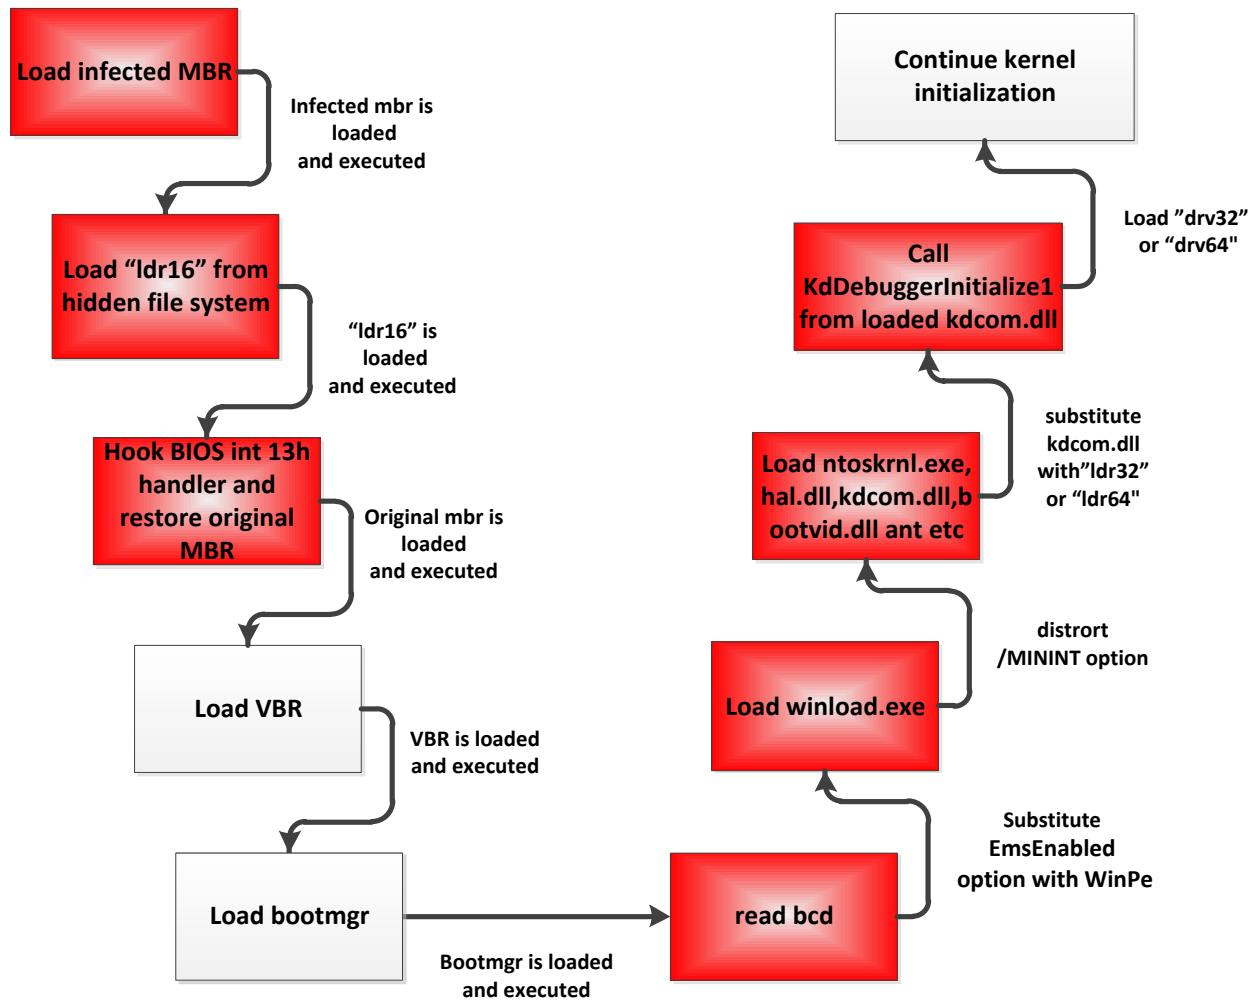 Load infected MBR
Infected mbr is
loaded
and executed
Load “ldr16” from
hidden file system
“ldr16” is
loaded
and executed
Hook BIOS int 13h
handler and
restore original
MBR
Original mbr is
loaded
and executed
Load VBR
VBR is loaded
and executed
Load bootmgr
Bootmgr is loaded
and executed
read bcd
Substitute
EmsEnabled
option with WinPe
Load winload.exe
distrort
/MININT option
Load ntoskrnl.exe,
hal.dll,kdcom.dll,b
ootvid.dll ant etc
substitute
kdcom.dll
with”ldr32”
or “ldr64"
Call
KdDebuggerInitialize1
from loaded kdcom.dll
Load ”drv32”
or “drv64"
Continue kernel
initialization